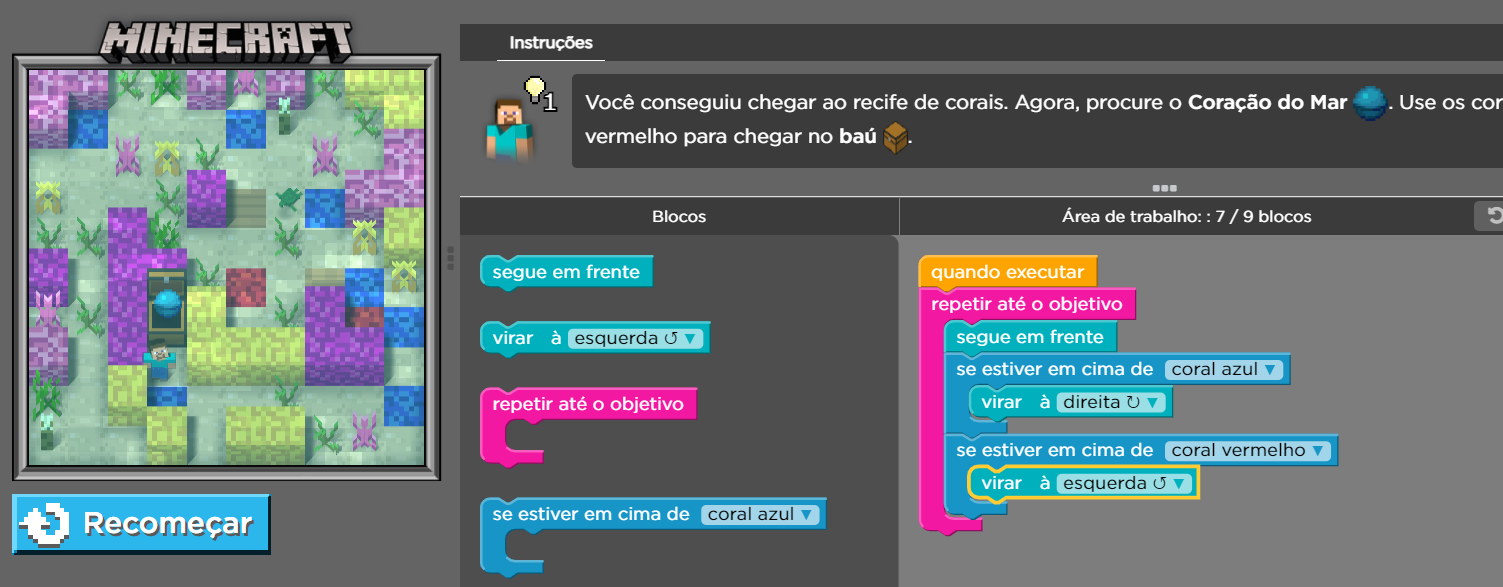 MINECRAFT
Instruções
1
Você conseguiu chegar ao recife de corais. Agora, procure o Coração do Mar . Use os cor
vermelho para chegar no baú .
Blocos
Área de trabalho: : 7 / 9 blocos
segue em frente
virar à esquerda ↺ ▼
repetir até o objetivo
se estiver em cima de coral azul ▼
quando executar
repetir até o objetivo
segue em frente
se estiver em cima de coral azul ▼
virar à direita ↻ ▼
se estiver em cima de coral vermelho ▼
virar à esquerda ↺ ▼
Recomeçar